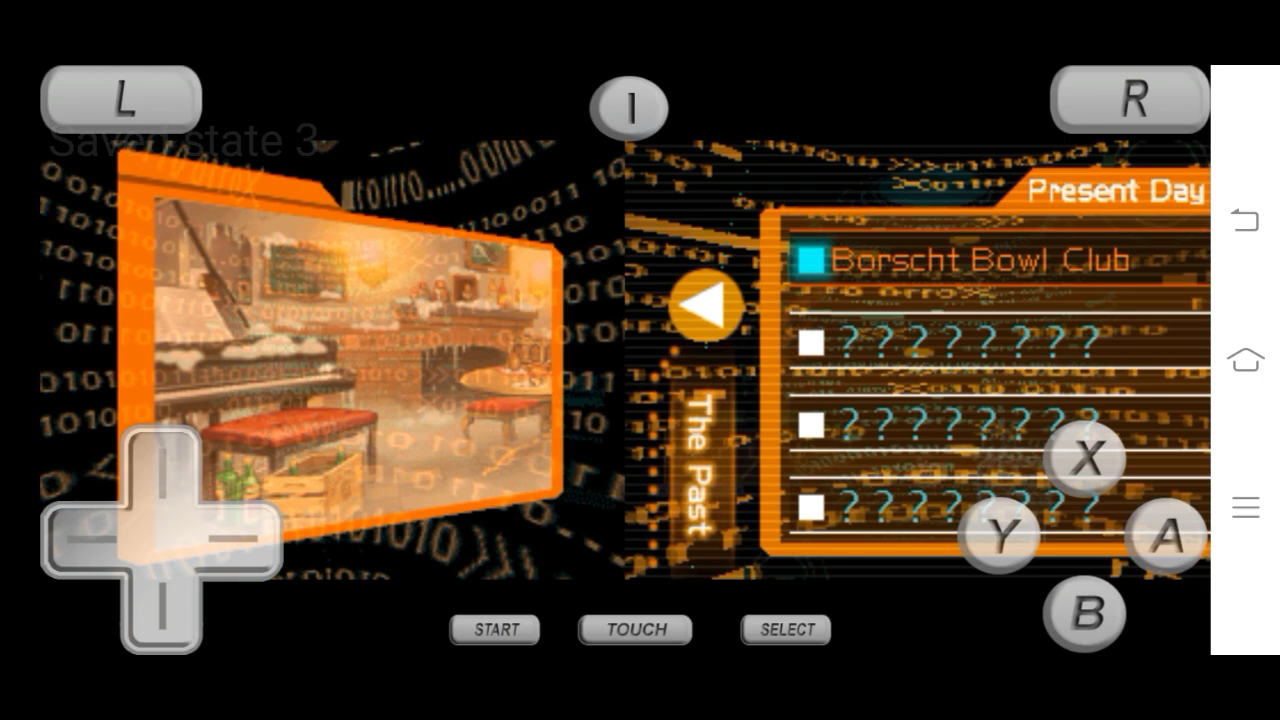 L
I
R
Saved state 3
Present Day
Borscht Bowl Club
????????
????????
????????
The Past
X
Y
A
B
START
TOUCH
SELECT